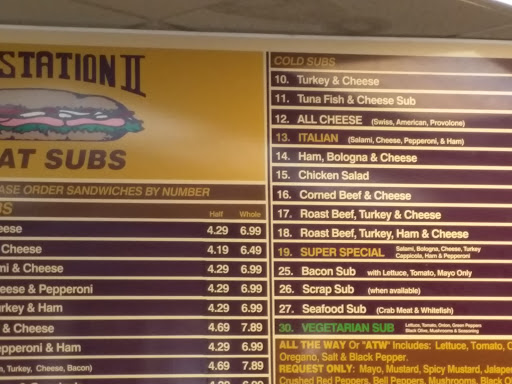 STATION II
AT SUBS
ASE ORDER SANDWICHES BY NUMBER
BS
Half Whole
eese 4.29 6.99
Cheese 4.19 6.49
ni & Cheese 4.29 6.99
eese & Pepperoni 4.29 6.99
urkey & Ham 4.29 6.99
& Cheese 4.69 7.89
epperoni & Ham 4.29 6.99
m, Turkey, Cheese, Bacon) 4.69 7.89
COLD SUBS
10. Turkey & Cheese
11. Tuna Fish & Cheese Sub
12. ALL CHEESE (Swiss, American, Provolone)
13. ITALIAN (Salami, Cheese, Pepperoni, & Ham)
14. Ham, Bologna & Cheese
15. Chicken Salad
16. Corned Beef & Cheese
17. Roast Beef, Turkey & Cheese
18. Roast Beef, Turkey, Ham & Cheese
19. SUPER SPECIAL Salami, Bologna, Cheese, Turkey
Cappicola, Ham & Pepperoni
25. Bacon Sub with Lettuce, Tomato, Mayo Only
26. Scrap Sub (when available)
27. Seafood Sub (Crab Meat & Whitefish)
30. VEGETARIAN SUB Lettuce, Tomato, Onion, Green Peppers
Black Olive, Mushrooms & Seasoning
ALL THE WAY Or "ATW" Includes: Lettuce, Tomato, O
Oregano, Salt & Black Pepper.
REQUEST ONLY: Mayo, Mustard, Spicy Mustard, Jalape
Crushed Red Peppers, Bell Peppers, Mushrooms, Black O